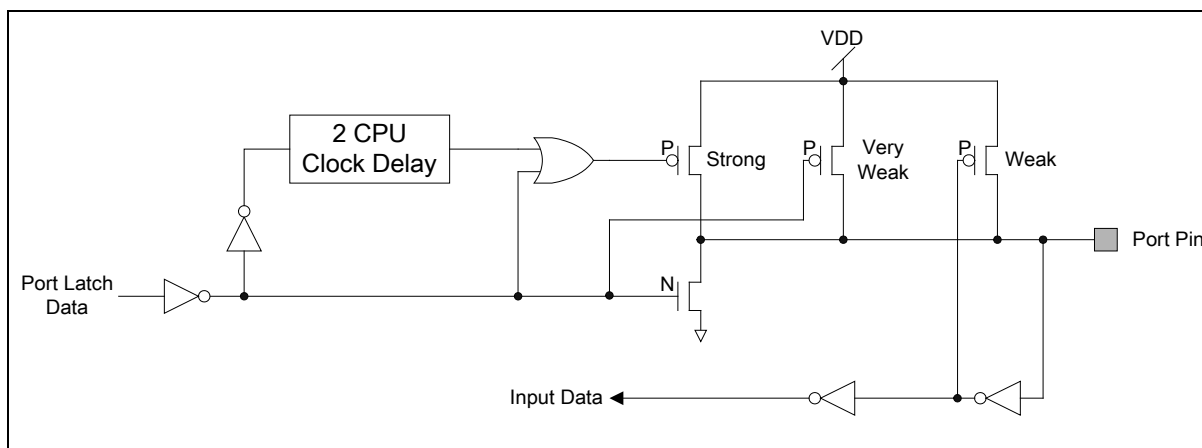 VDD
2 CPU
Clock Delay
P
Strong
P
Very
Weak
P
Weak
Port Pin
Port Latch
Data
N
Input Data